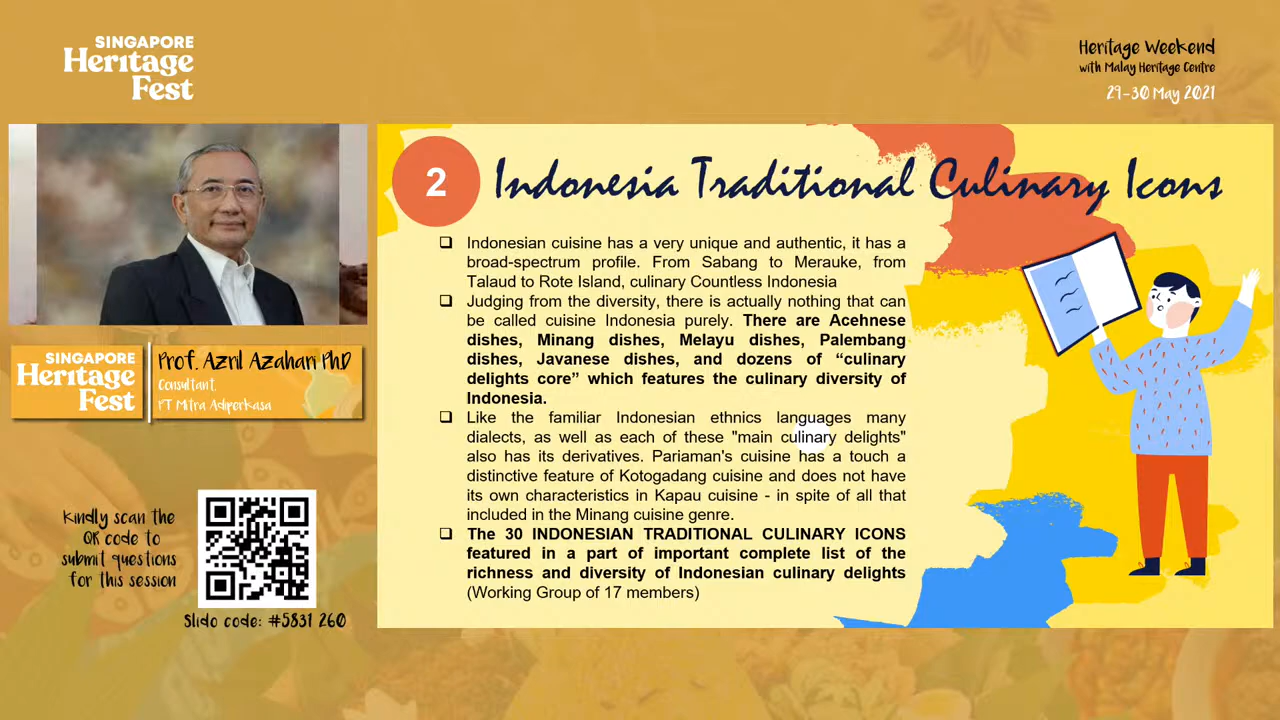 SINGAPORE
Heritage
Fest
Heritage Weekend
with Malay Heritage Centre
29-30 May 2021
SINGAPORE
Heritage
Fest
Prof. Azril Azahari PhD
Consultant,
PT Mitra Adiperkasa
Kindly scan the
QR code to
submit questions
for this session
Slido code: #5831 260
2
Indonesia Traditional Culinary Icons
❑ Indonesian cuisine has a very unique and authentic, it has a
broad-spectrum profile. From Sabang to Merauke, from
Talaud to Rote Island, culinary Countless Indonesia
❑ Judging from the diversity, there is actually nothing that can
be called cuisine Indonesia purely. There are Acehnese
dishes, Minang dishes, Melayu dishes, Palembang
dishes, Javanese dishes, and dozens of “culinary
delights core” which features the culinary diversity of
Indonesia.
❑ Like the familiar Indonesian ethnics languages many
dialects, as well as each of these "main culinary delights"
also has its derivatives. Pariaman's cuisine has a touch a
distinctive feature of Kotogadang cuisine and does not have
its own characteristics in Kapau cuisine - in spite of all that
included in the Minang cuisine genre.
❑ The 30 INDONESIAN TRADITIONAL CULINARY ICONS
featured in a part of important complete list of the
richness and diversity of Indonesian culinary delights
(Working Group of 17 members)